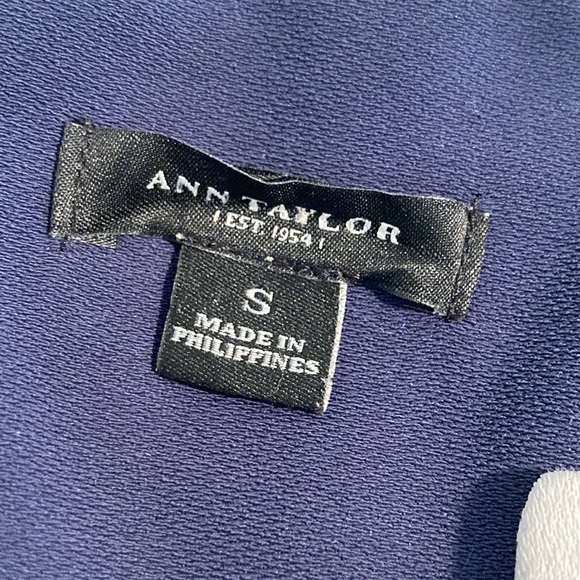 ANN TAYLOR
| EST. 1954 |
S
MADE IN
PHILIPPINES